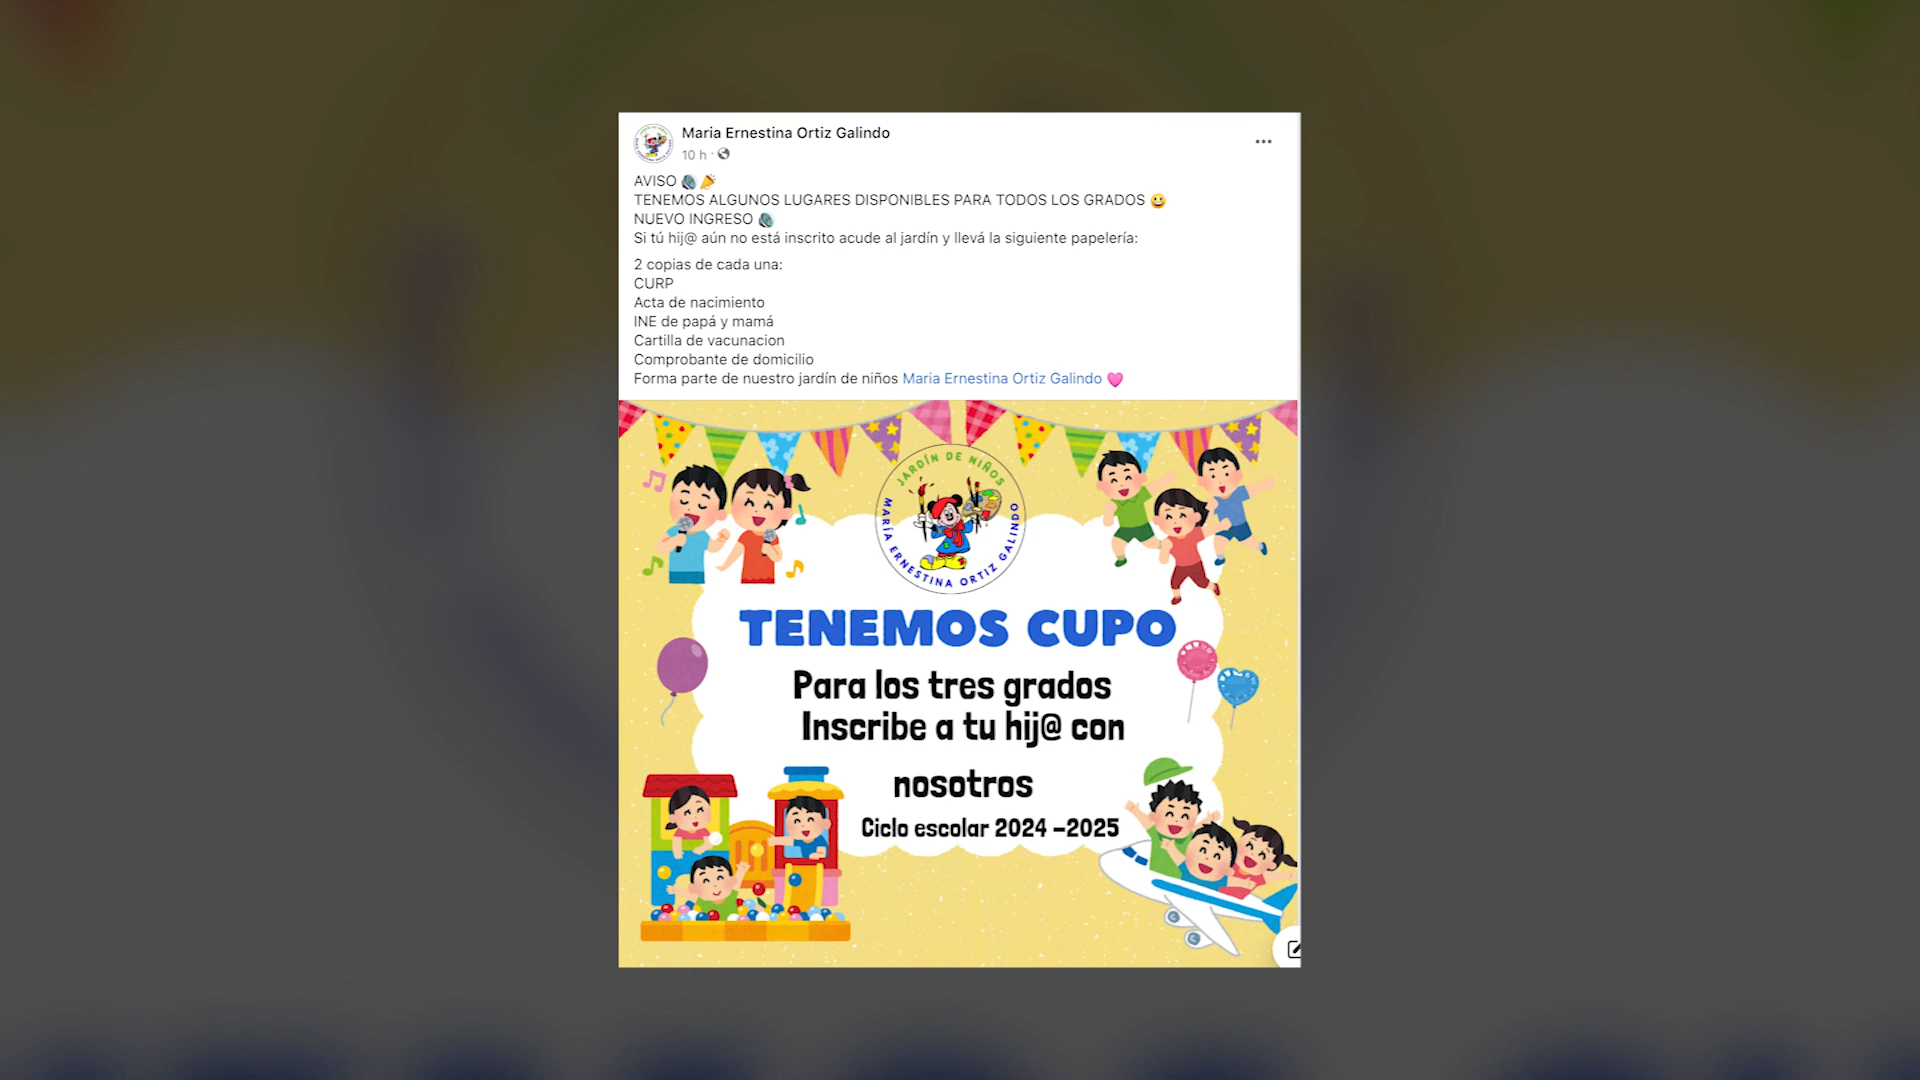 Maria Ernestina Ortiz Galindo
10 h ·
AVISO
TENEMOS ALGUNOS LUGARES DISPONIBLES PARA TODOS LOS GRADOS 😀
NUEVO INGRESO
Si tú hij@ aún no está inscrito acude al jardín y llevá la siguiente papelería:
2 copias de cada una:
CURP
Acta de nacimiento
INE de papá y mamá
Cartilla de vacunacion
Comprobante de domicilio
Forma parte de nuestro jardín de niños Maria Ernestina Ortiz Galindo 🩷
JARDÍN DE NIÑOS
MARÍA ERNESTINA ORTIZ GALINDO
TENEMOS CUPO
Para los tres grados
Inscribe a tu hij@ con
nosotros
Ciclo escolar 2024 -2025